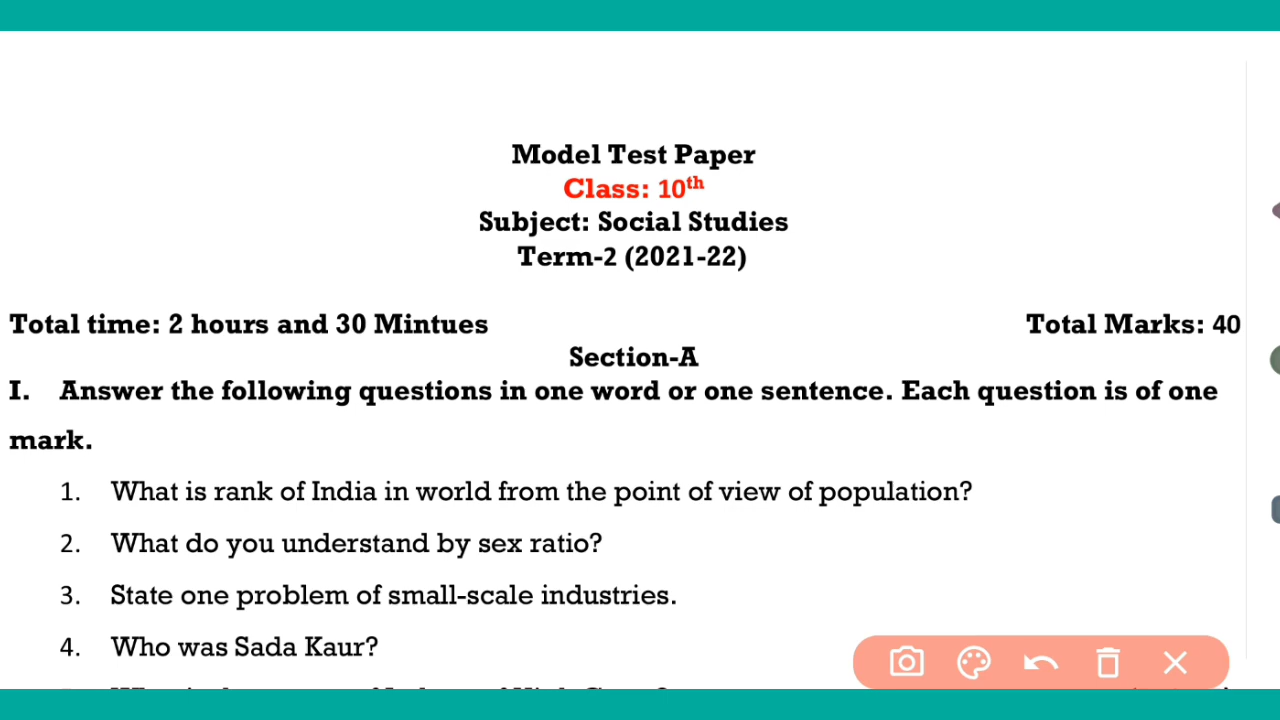 Model Test Paper
Class: 10th
Subject: Social Studies
Term-2 (2021-22)
Total time: 2 hours and 30 Mintues Total Marks: 40
Section-A
I. Answer the following questions in one word or one sentence. Each question is of one
mark.
1. What is rank of India in world from the point of view of population?
2. What do you understand by sex ratio?
3. State one problem of small-scale industries.
4. Who was Sada Kaur?